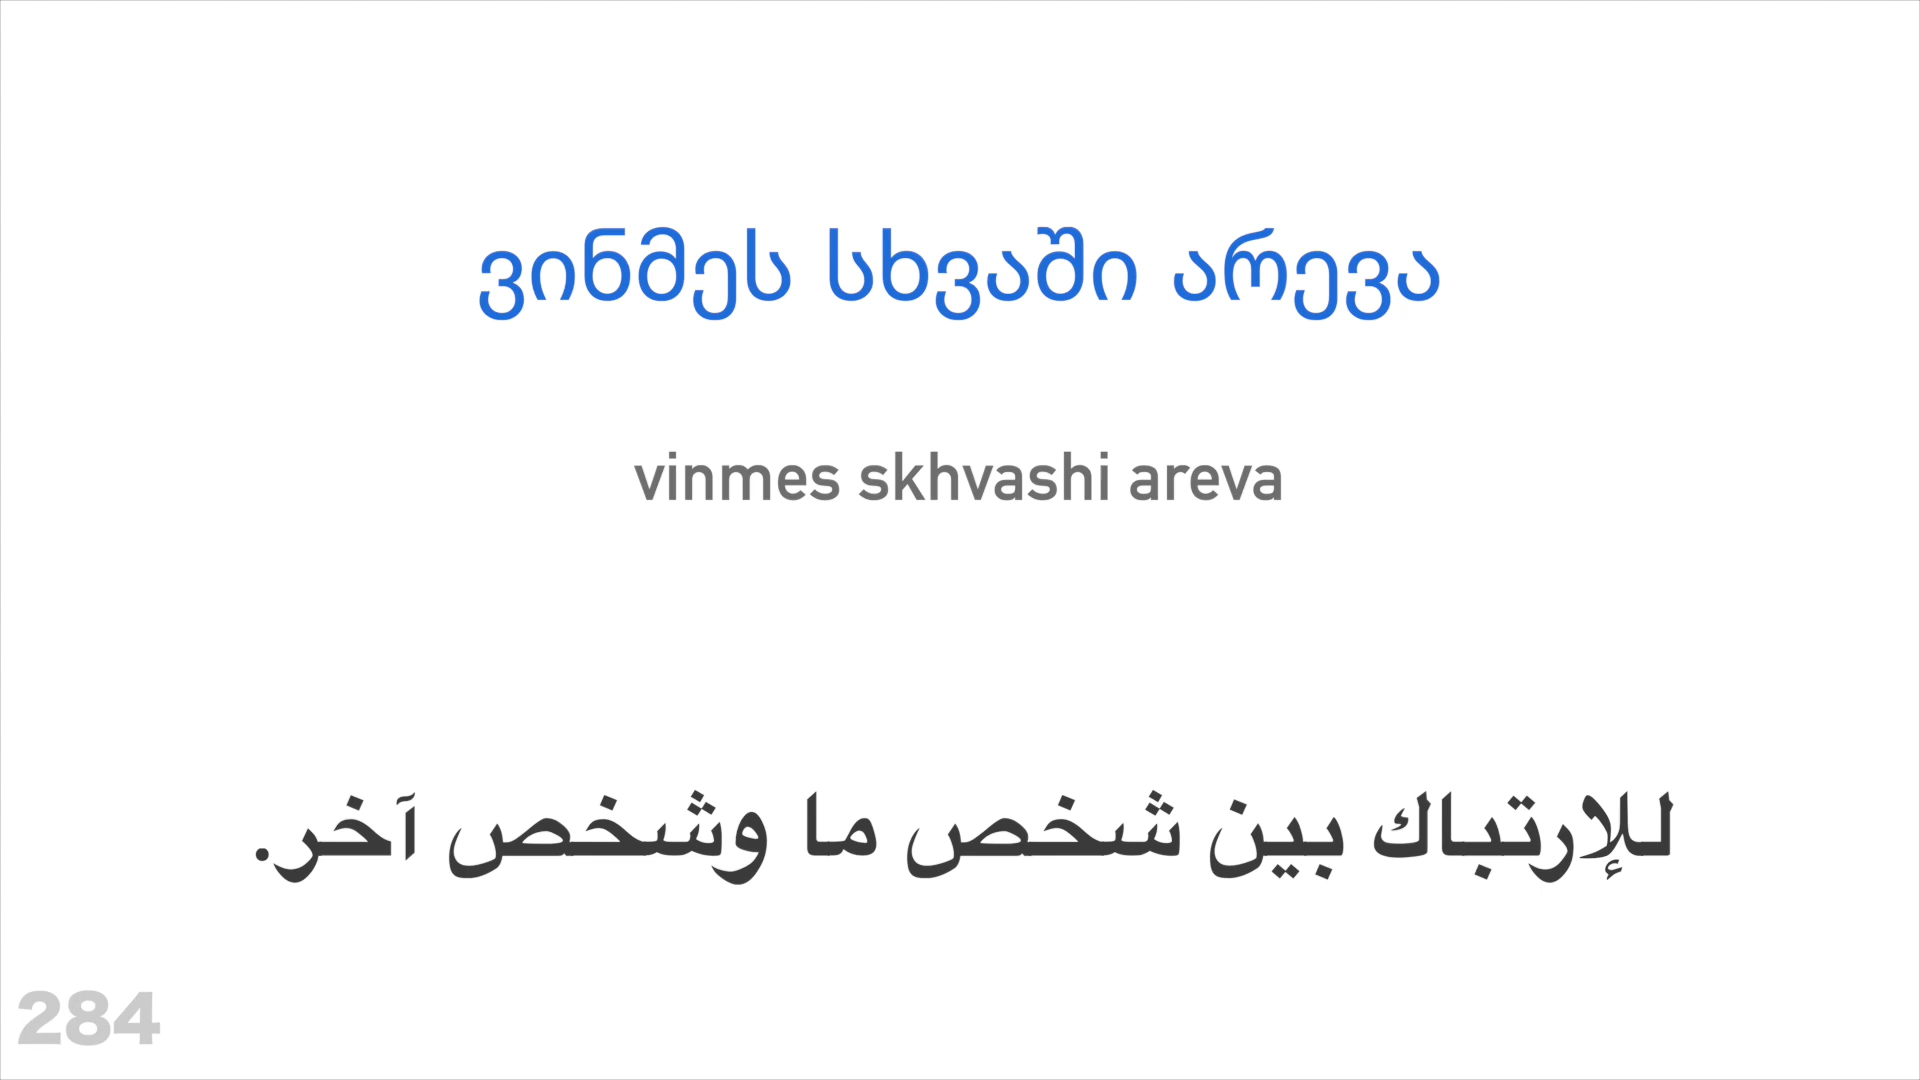 ვინმეს სხვაში არევა
vinmes skhvashi areva
للإرتباك بين شخص ما وشخص آخر.
284